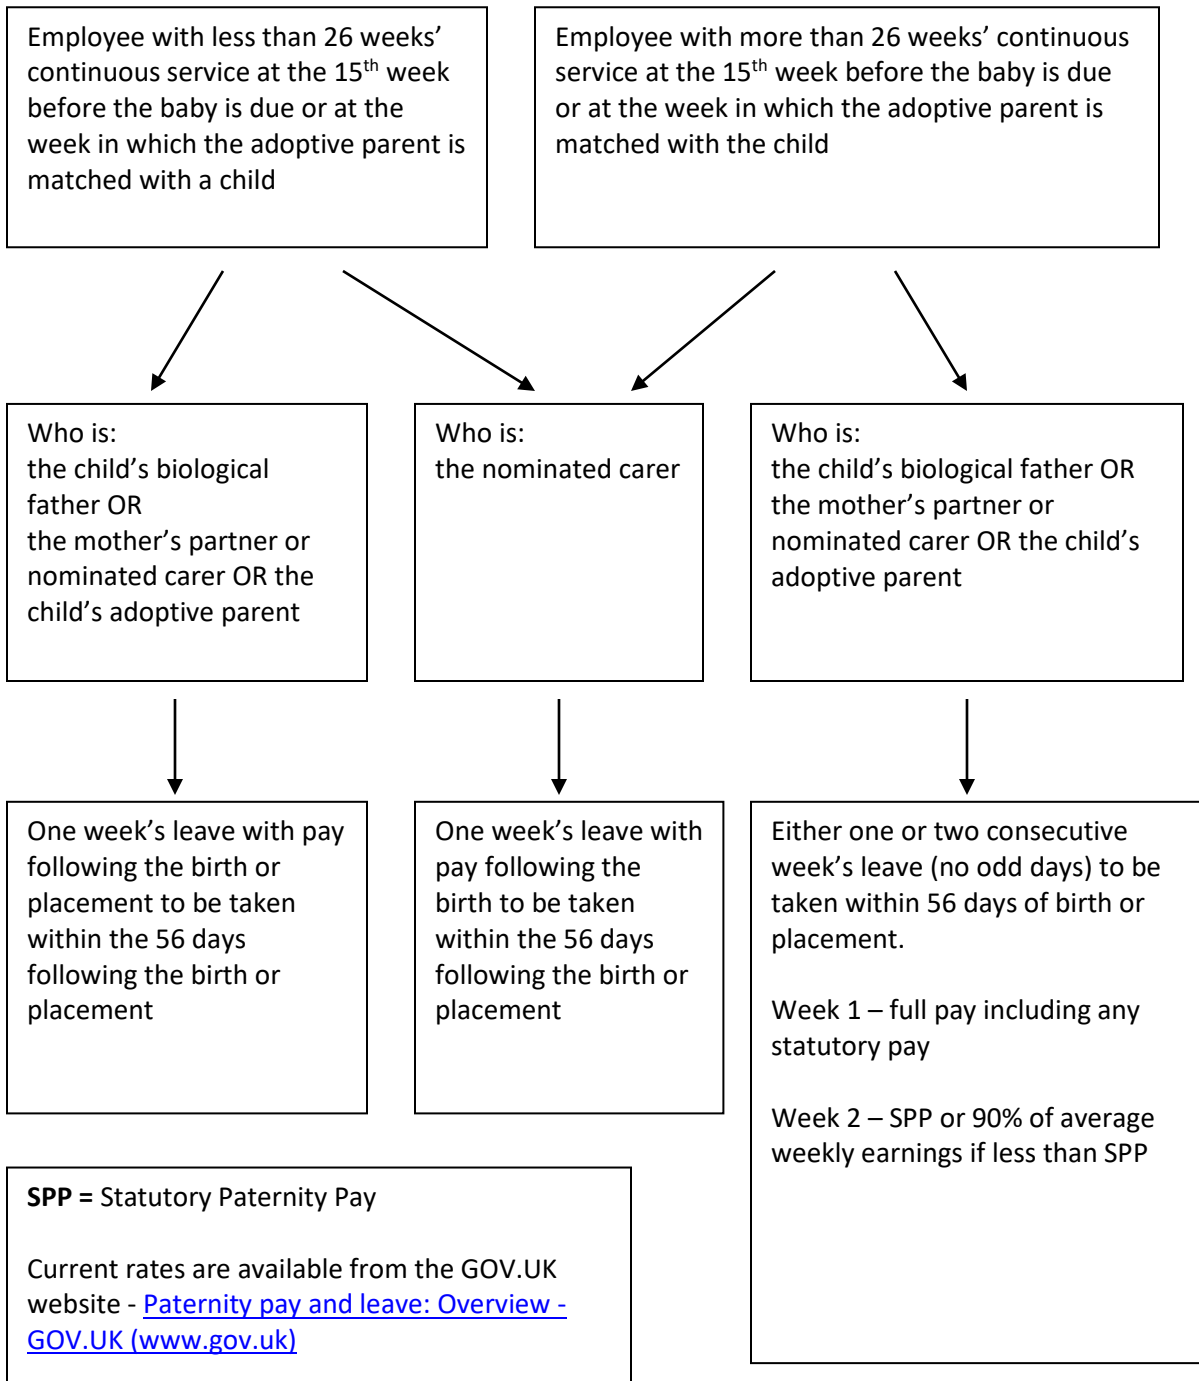 Employee with less than 26 weeks’
continuous service at the 15th week
before the baby is due or at the
week in which the adoptive parent is
matched with a child
Employee with more than 26 weeks’ continuous
service at the 15th week before the baby is due
or at the week in which the adoptive parent is
matched with the child
Who is:
the child’s biological
father OR
the mother’s partner or
nominated carer OR the
child’s adoptive parent
Who is:
the nominated carer
Who is:
the child’s biological father OR
the mother’s partner or
nominated carer OR the child’s
adoptive parent
One week’s leave with pay
following the birth or
placement to be taken
within the 56 days
following the birth or
placement
One week’s leave with
pay following the
birth to be taken
within the 56 days
following the birth or
placement
Either one or two consecutive
week’s leave (no odd days) to be
taken within 56 days of birth or
placement.
Week 1 – full pay including any
statutory pay
Week 2 – SPP or 90% of average
weekly earnings if less than SPP
SPP = Statutory Paternity Pay
Current rates are available from the GOV.UK
website - Paternity pay and leave: Overview -
GOV.UK (www.gov.uk)